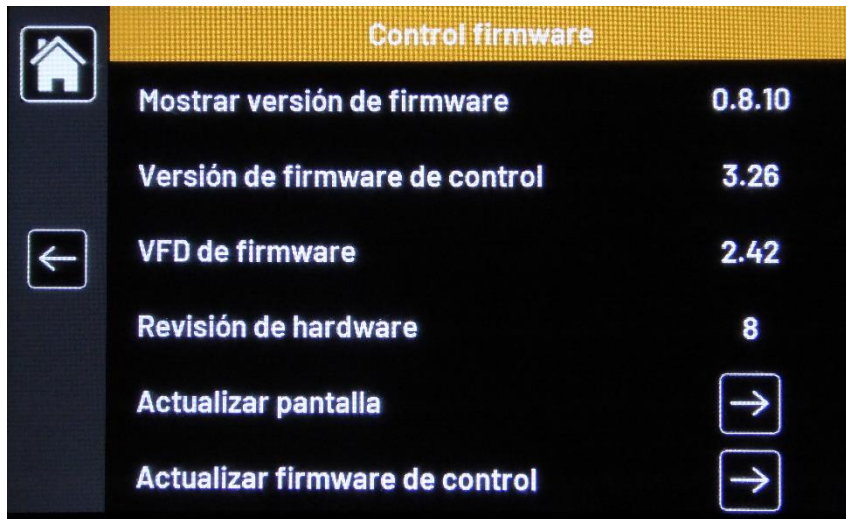 Control firmware
Mostrar versión de firmware 0.8.10
Versión de firmware de control 3.26
VFD de firmware 2.42
Revisión de hardware 8
Actualizar pantalla
Actualizar firmware de control